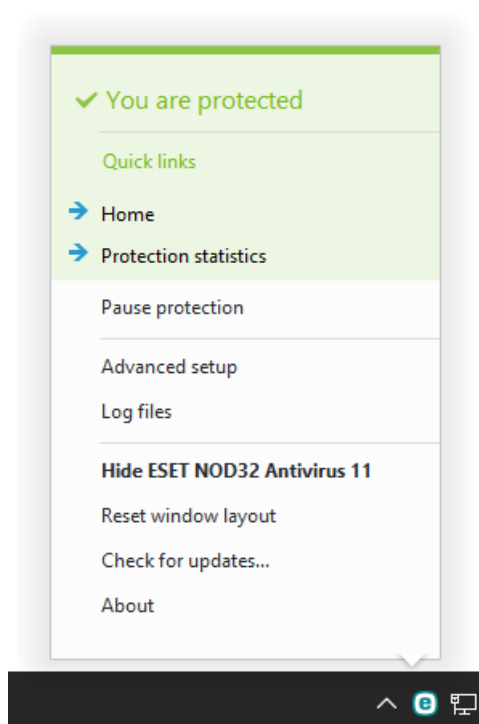 You are protected
Quick links
Home
Protection statistics
Pause protection
Advanced setup
Log files
Hide ESET NOD32 Antivirus 11
Reset window layout
Check for updates...
About
e